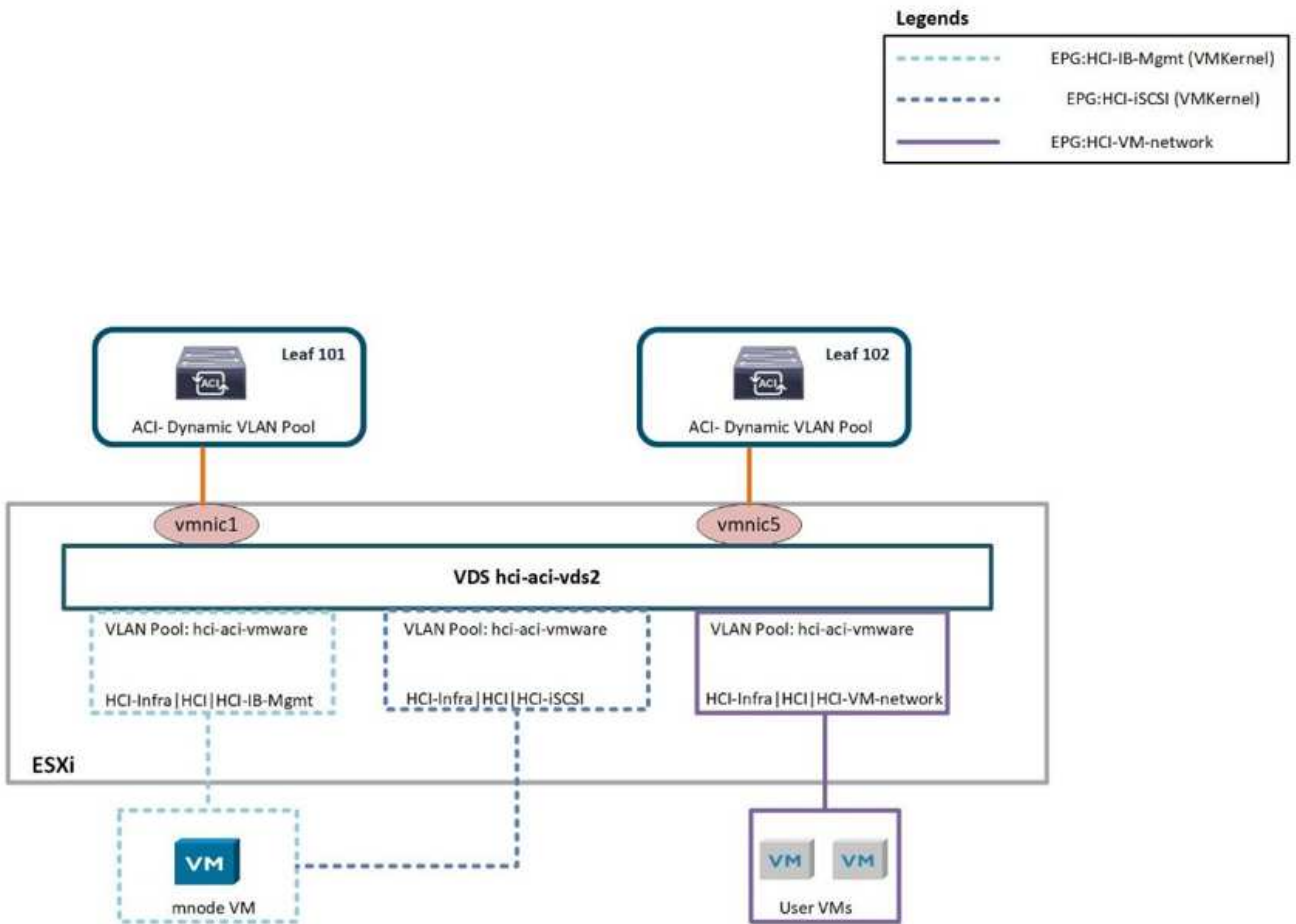 Legends
EPG:HCI-IB-Mgmt (VMKernel)
EPG:HCI-iSCSI (VMKernel)
EPG:HCI-VM-network
Leaf 101
ACI
ACI- Dynamic VLAN Pool
Leaf 102
ACI
ACI- Dynamic VLAN Pool
vmnic1
vmnic5
VDS hci-aci-vds2
VLAN Pool: hci-aci-vmware
VLAN Pool: hci-aci-vmware
VLAN Pool: hci-aci-vmware
HCI-Infra|HCI|HCI-IB-Mgmt
HCI-Infra|HCI|HCI-iSCSI
HCI-Infra|HCI|HCI-VM-network
ESXi
VM
mnode VM
VM
VM
User VMs